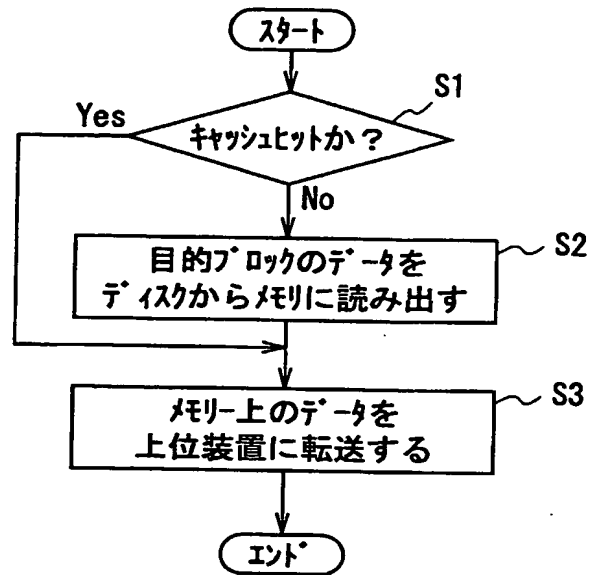 スタート
S1
Yes
キャッシュヒットか？
No
目的ブロックのデータを
S2
ディスクからメモリに読み出す
メモリー上のデータを
S3
上位装置に転送する
エンド